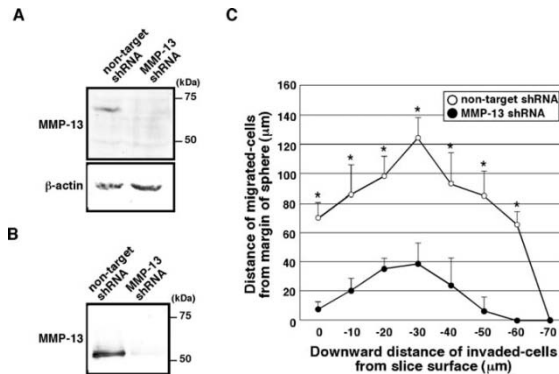 A
non-target
shRNA
MMP-13
shRNA
(kDa)
75
MMP-13
50
β-actin
B
non-target
shRNA
MMP-13
shRNA
(kDa)
75
MMP-13
50
C
Distance of migrated-cells
from margin of sphere (μm)
160
140
120
100
80
60
40
20
0
non-target shRNA
MMP-13 shRNA
* * * * * * *
0 -10 -20 -30 -40 -50 -60 -70
Downward distance of invaded-cells
from slice surface (μm)